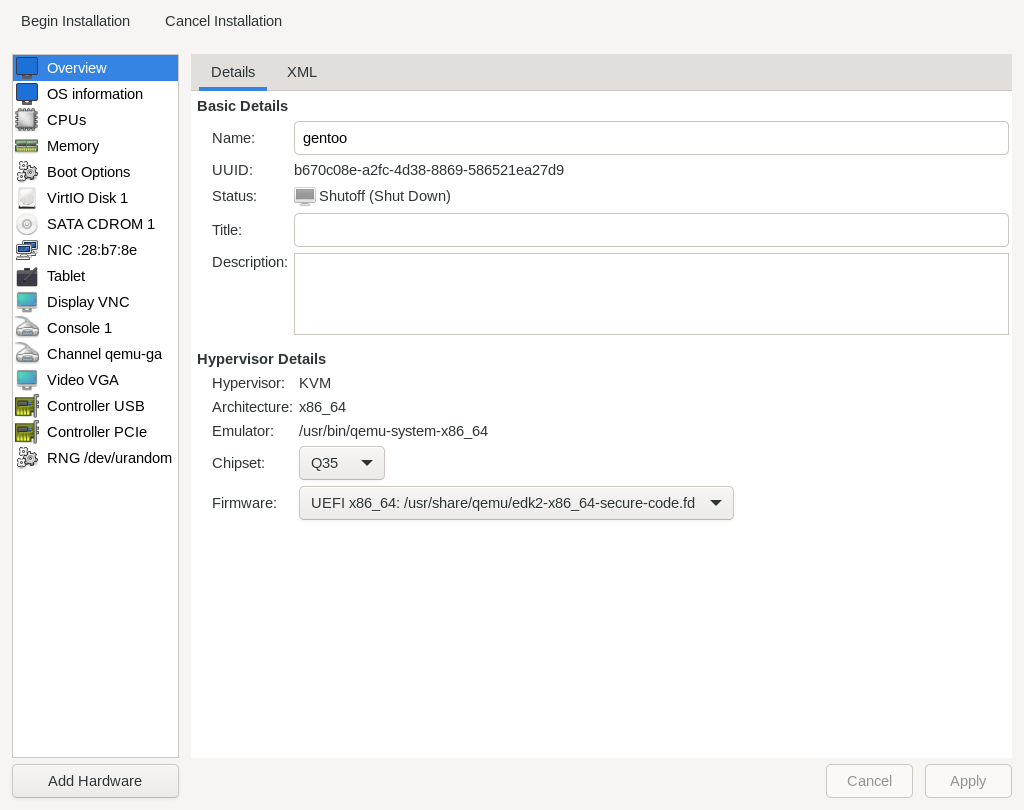 Begin Installation
Cancel Installation
Overview
OS information
CPUs
Memory
Boot Options
VirtIO Disk 1
SATA CDROM 1
NIC :28:b7:8e
Tablet
Display VNC
Console 1
Channel qemu-ga
Video VGA
Controller USB
Controller PCIe
RNG /dev/urandom
Add Hardware
Details
XML
Basic Details
Name: gentoo
UUID: b670c08e-a2fc-4d38-8869-586521ea27d9
Status: Shutoff (Shut Down)
Title:
Description:
Hypervisor Details
Hypervisor: KVM
Architecture: x86_64
Emulator: /usr/bin/qemu-system-x86_64
Chipset: Q35
Firmware: UEFI x86_64: /usr/share/qemu/edk2-x86_64-secure-code.fd
Cancel
Apply